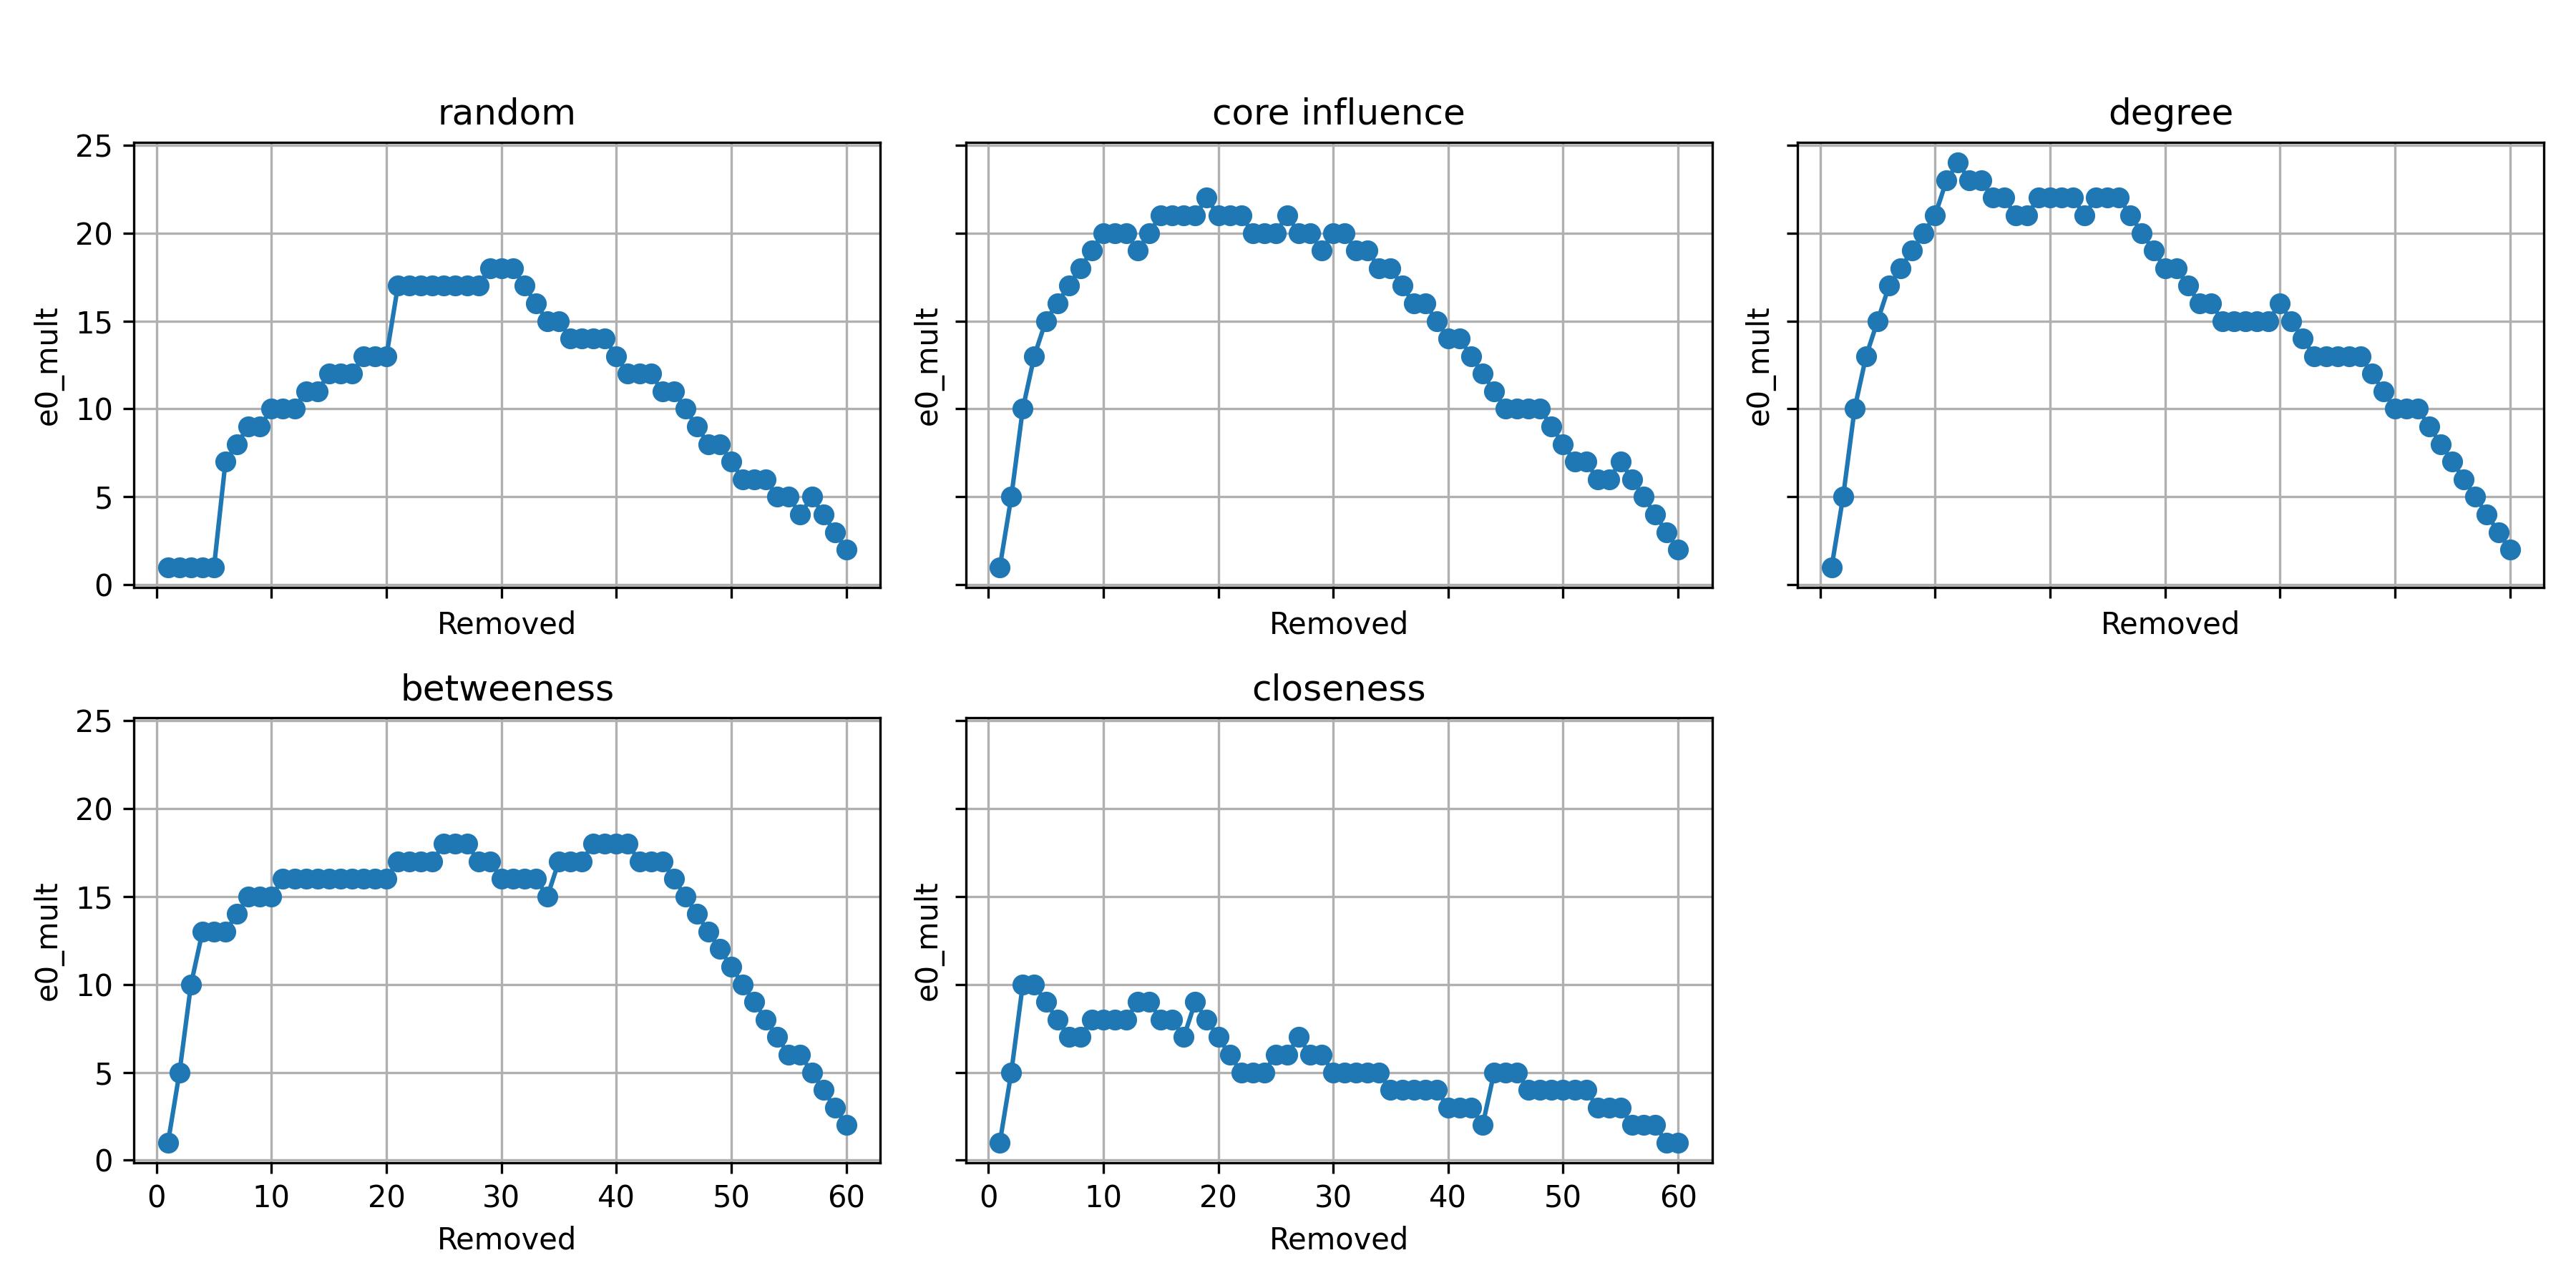 random
core influence
degree
25
20
15
10
5
0
e0_mult
e0_mult
e0_mult
Removed
Removed
Removed
betweeness
closeness
25
20
15
10
5
0
e0_mult
e0_mult
0 10 20 30 40 50 60
0 10 20 30 40 50 60
Removed
Removed